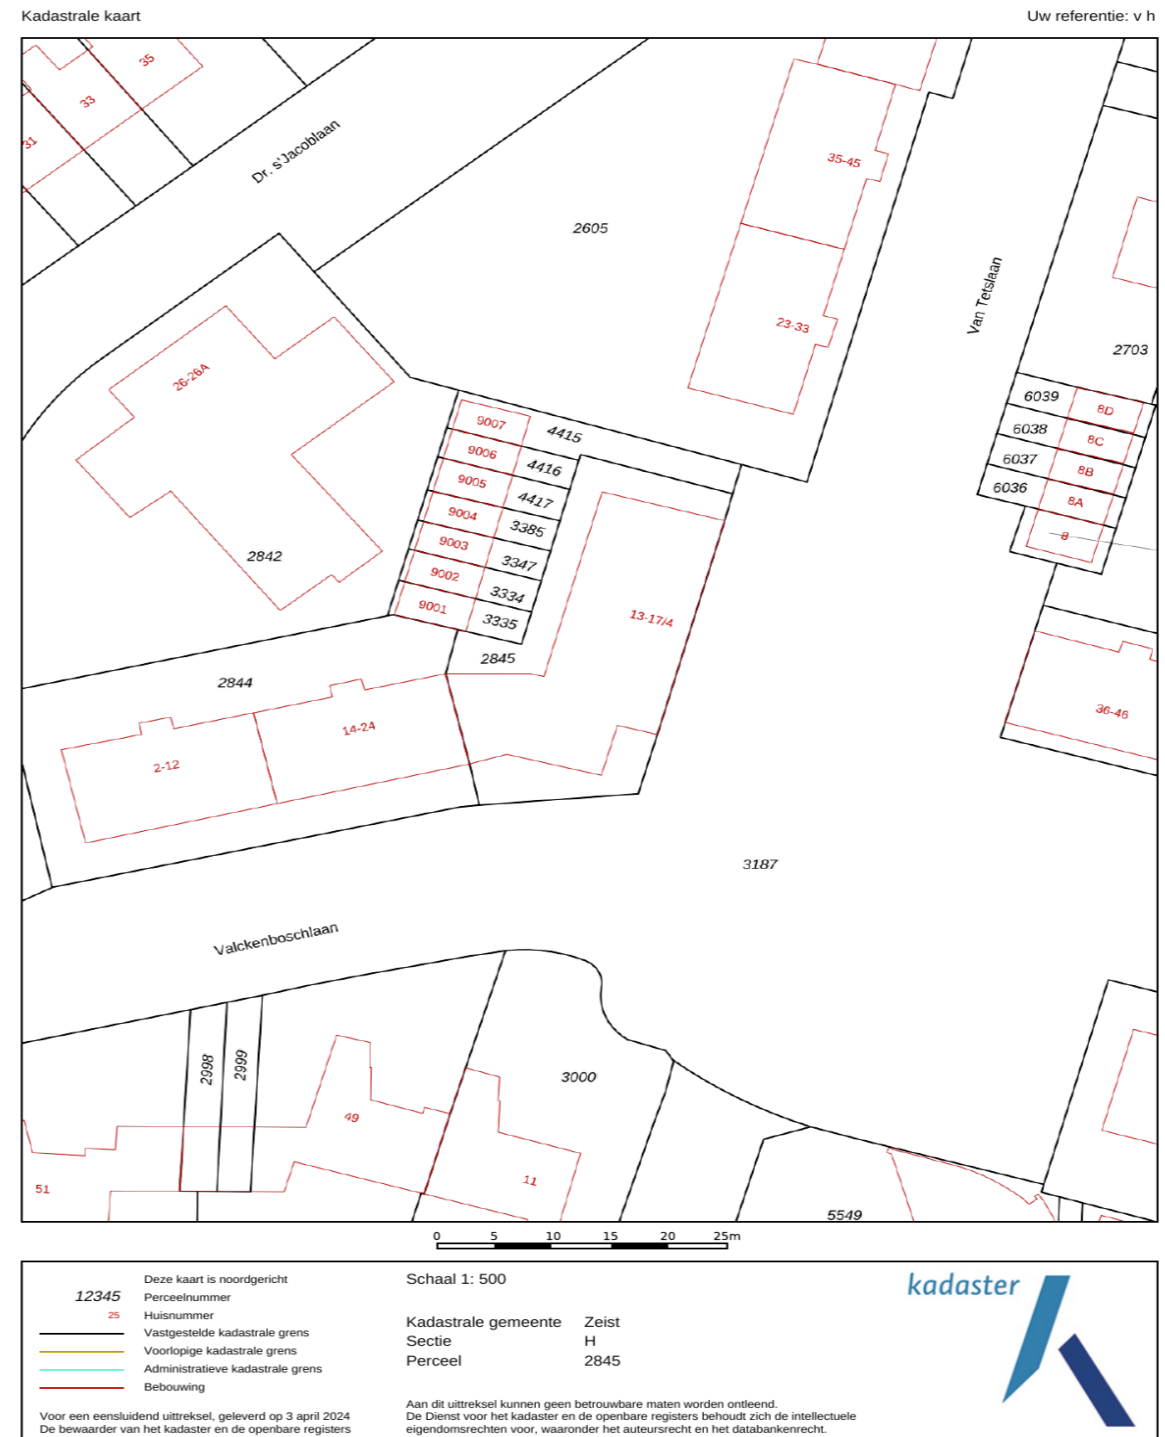 Kadastrale kaart
Uw referentie: v h
35
33
31
Dr. s'Jacoblaan
2605
35-45
23-33
Van Tetslaan
2703
26-26A
2842
9007
4415
9006
4416
9005
4417
9004
3385
9003
3347
9002
3334
9001
3335
6039
8D
6038
8C
6037
8B
6036
8A
8
13-17/4
2845
2844
14-24
2-12
36-46
3187
Valckenboschlaan
2998
2999
3000
49
11
51
5549
0 5 10 15 20 25m
Deze kaart is noordgericht
12345 Perceelnummer
25 Huisnummer
Vastgestelde kadastrale grens
Voorlopige kadastrale grens
Administratieve kadastrale grens
Bebouwing
Voor een eensluidend uittreksel, geleverd op 3 april 2024
De bewaarder van het kadaster en de openbare registers
Schaal 1: 500
Kadastrale gemeente Zeist
Sectie H
Perceel 2845
Aan dit uittreksel kunnen geen betrouwbare maten worden ontleend.
De Dienst voor het kadaster en de openbare registers behoudt zich de intellectuele
eigendomsrechten voor, waaronder het auteursrecht en het databankenrecht.
kadaster